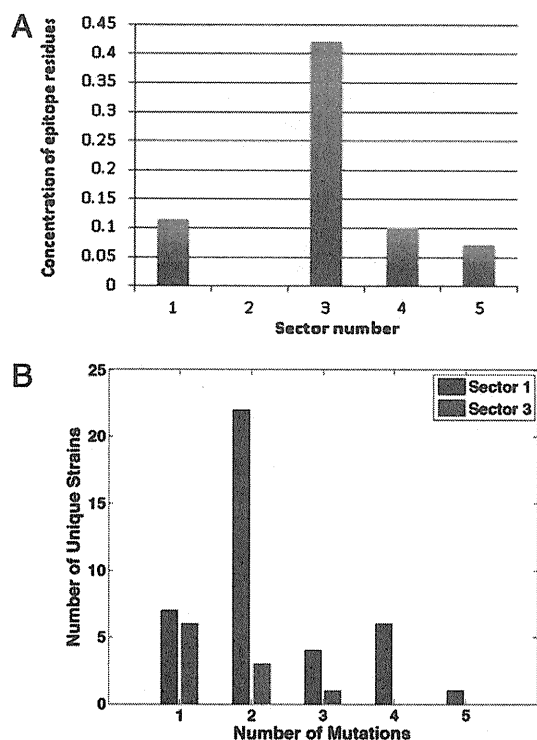 A
Concentration of epitope residues
0.45
0.4
0.35
0.3
0.25
0.2
0.15
0.1
0.05
0
1 2 3 4 5
Sector number
B
Number of Unique Strains
25
20
15
10
5
0
Sector 1
Sector 3
1 2 3 4 5
Number of Mutations